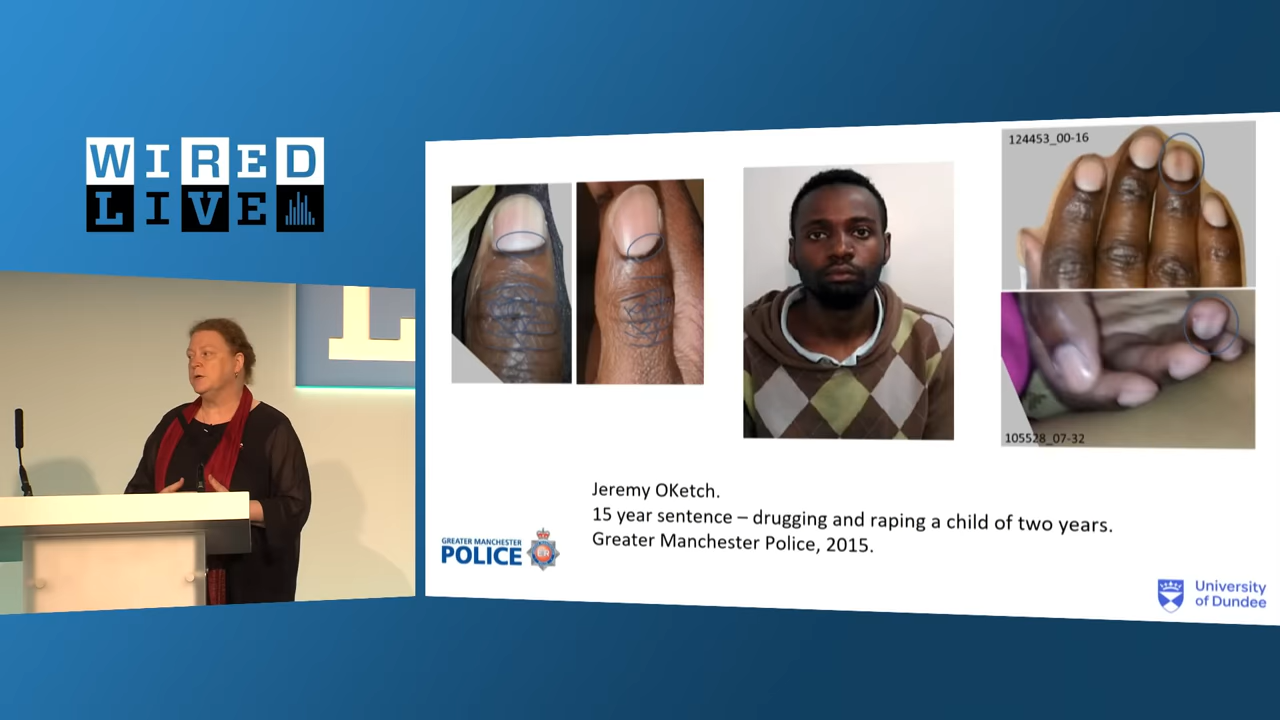 WIRED
LIVE
L
124453_00-16
105528_07-32
Jeremy OKetch.
15 year sentence – drugging and raping a child of two years.
Greater Manchester Police, 2015.
GREATER MANCHESTER
POLICE
University
of Dundee